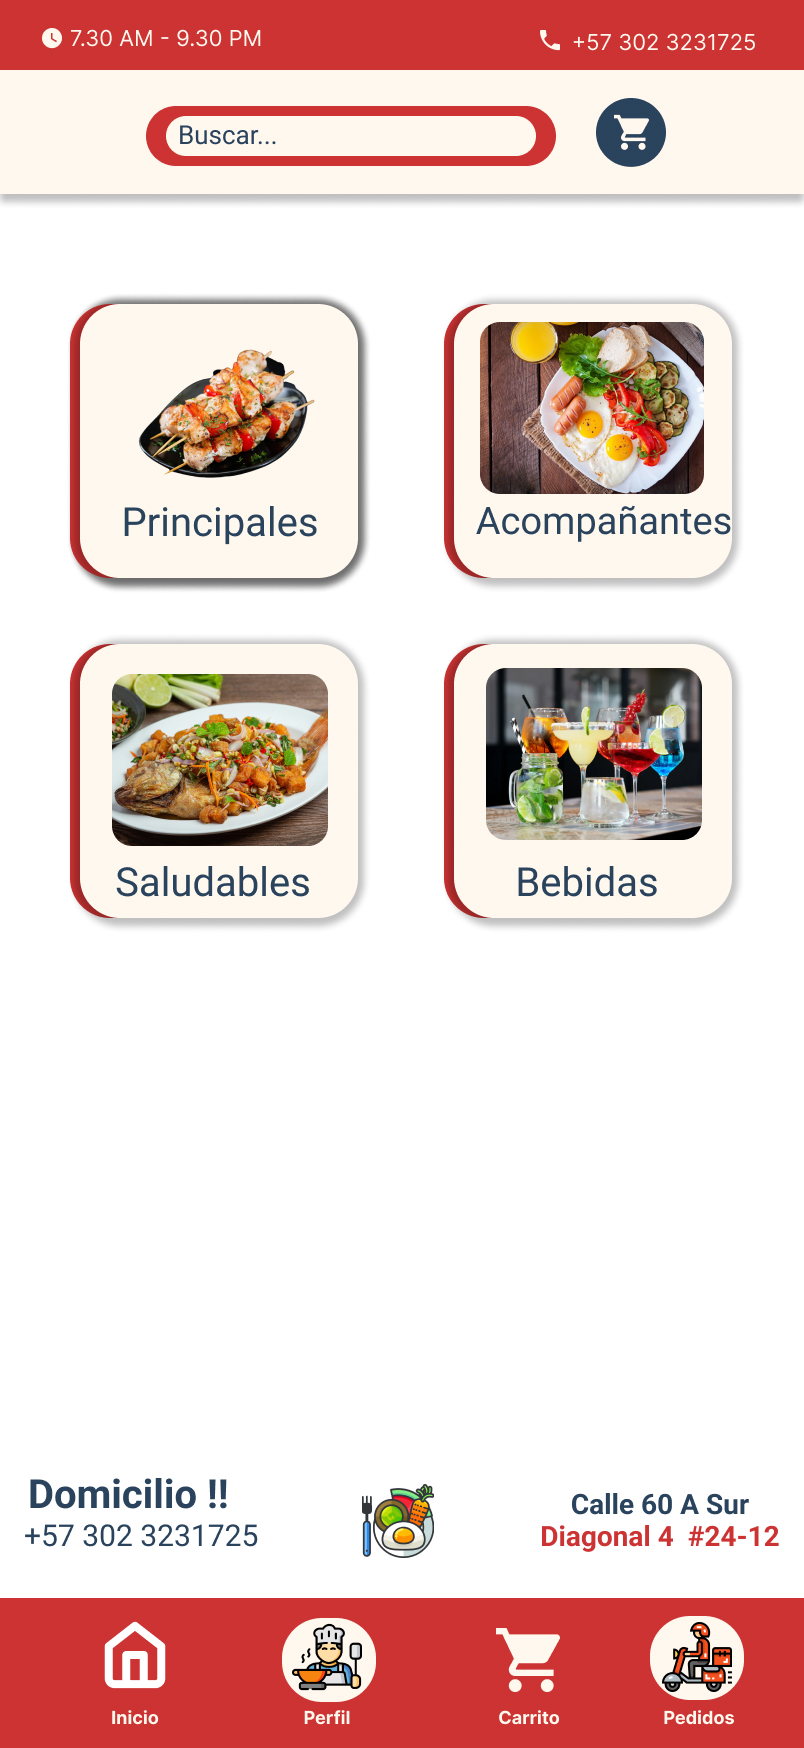 7.30 AM - 9.30 PM
+57 302 3231725
Buscar...
Principales
Acompañantes
Saludables
Bebidas
Domicilio !!
+57 302 3231725
Calle 60 A Sur
Diagonal 4 #24-12
Inicio
Perfil
Carrito
Pedidos